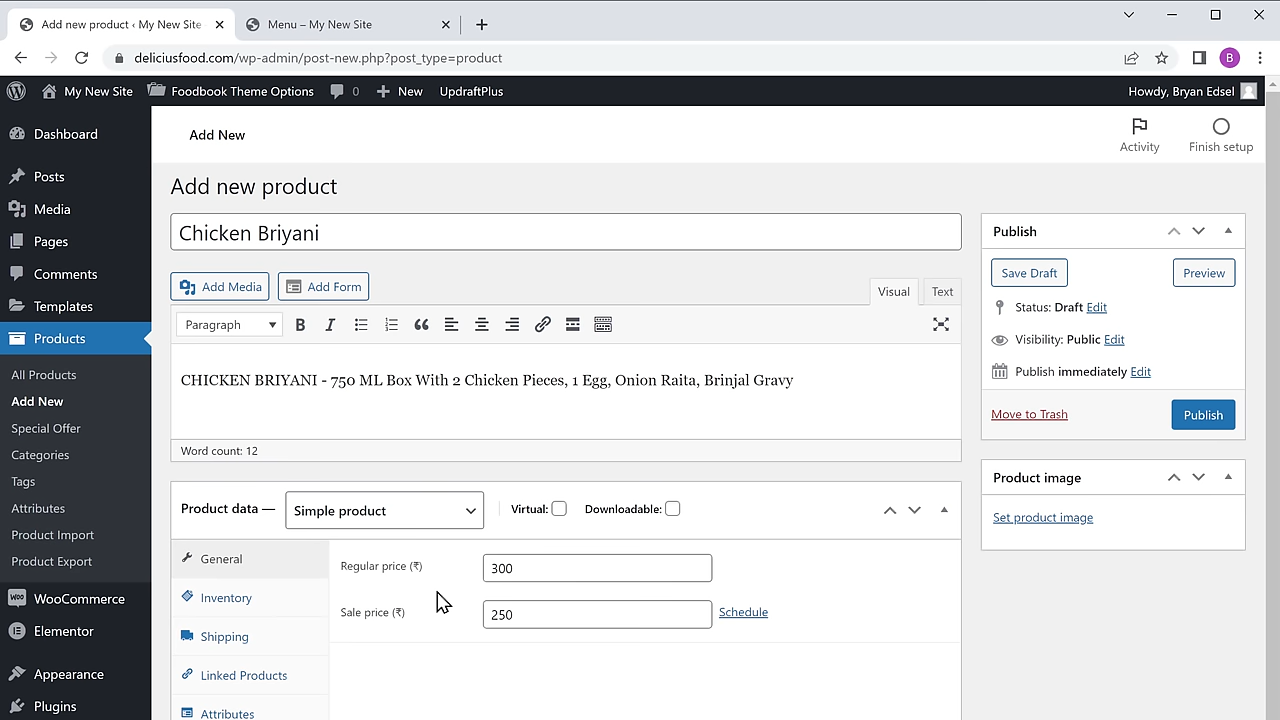 Add new product ‹ My New Site
Menu – My New Site
deliciusfood.com/wp-admin/post-new.php?post_type=product
B
My New Site
Foodbook Theme Options
0
New
UpdraftPlus
Howdy, Bryan Edsel
Dashboard
Posts
Media
Pages
Comments
Templates
Products
All Products
Add New
Special Offer
Categories
Tags
Attributes
Product Import
Product Export
WooCommerce
Elementor
Appearance
Plugins
Add New
Activity
Finish setup
Add new product
Chicken Briyani
Add Media
Add Form
Visual
Text
Paragraph
B I
CHICKEN BRIYANI - 750 ML Box With 2 Chicken Pieces, 1 Egg, Onion Raita, Brinjal Gravy
Word count: 12
Product data —
Simple product
Virtual:
Downloadable:
General
Inventory
Shipping
Linked Products
Attributes
Regular price (₹)
300
Sale price (₹)
250
Schedule
Publish
Save Draft
Preview
Status: Draft Edit
Visibility: Public Edit
Publish immediately Edit
Move to Trash
Publish
Product image
Set product image